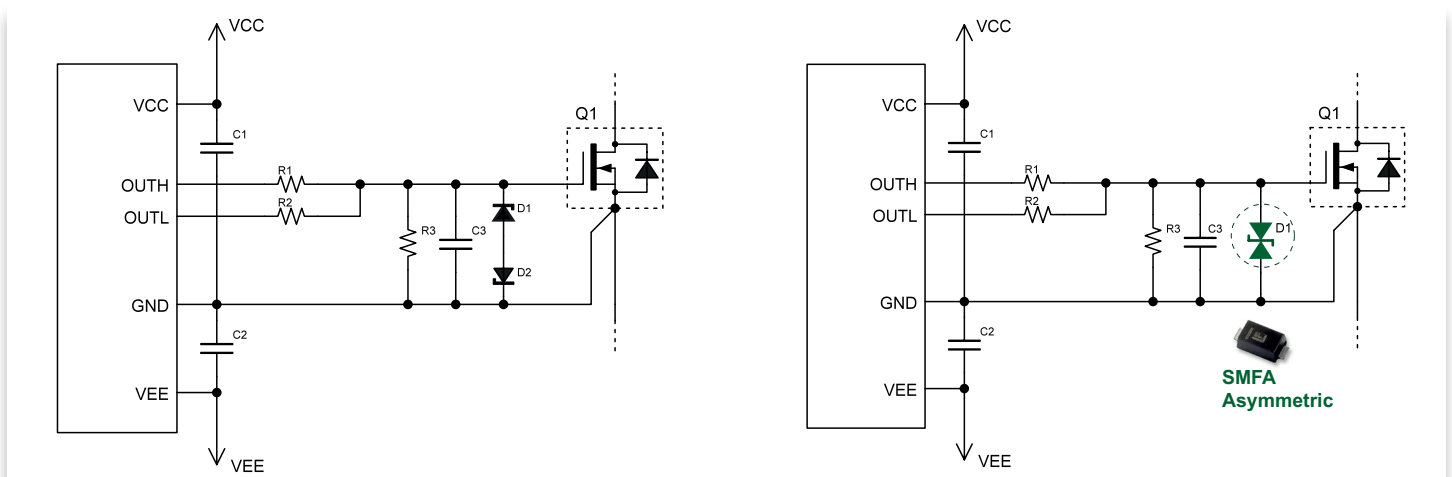 VCC
VCC
C1
Q1
OUTH
R1
OUTL
R2
R3
C3
D1
D2
GND
C2
VEE
VEE
VCC
VCC
C1
Q1
OUTH
R1
OUTL
R2
R3
C3
D1
GND
C2
VEE
VEE
SMFA
Asymmetric